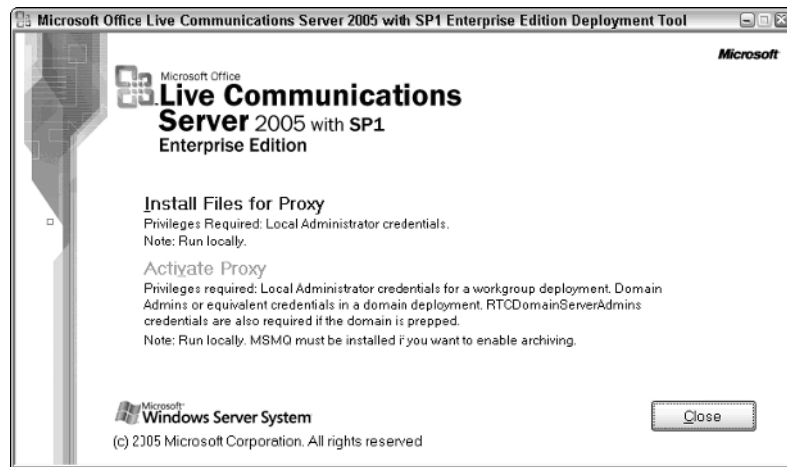 Microsoft Office Live Communications Server 2005 with SP1 Enterprise Edition Deployment Tool
Microsoft
Microsoft Office
Live Communications
Server 2005 with SP1
Enterprise Edition
Install Files for Proxy
Privileges Required: Local Administrator credentials.
Note: Run locally.
Activate Proxy
Privileges required: Local Administrator credentials for a workgroup deployment. Domain
Admins or equivalent credentials in a domain deployment. RTCDomainServerAdmins
credentials are also required if the domain is prepped.
Note: Run locally. MSMQ must be installed if you want to enable archiving.
Microsoft
Windows Server System
Close
(c) 2005 Microsoft Corporation. All rights reserved